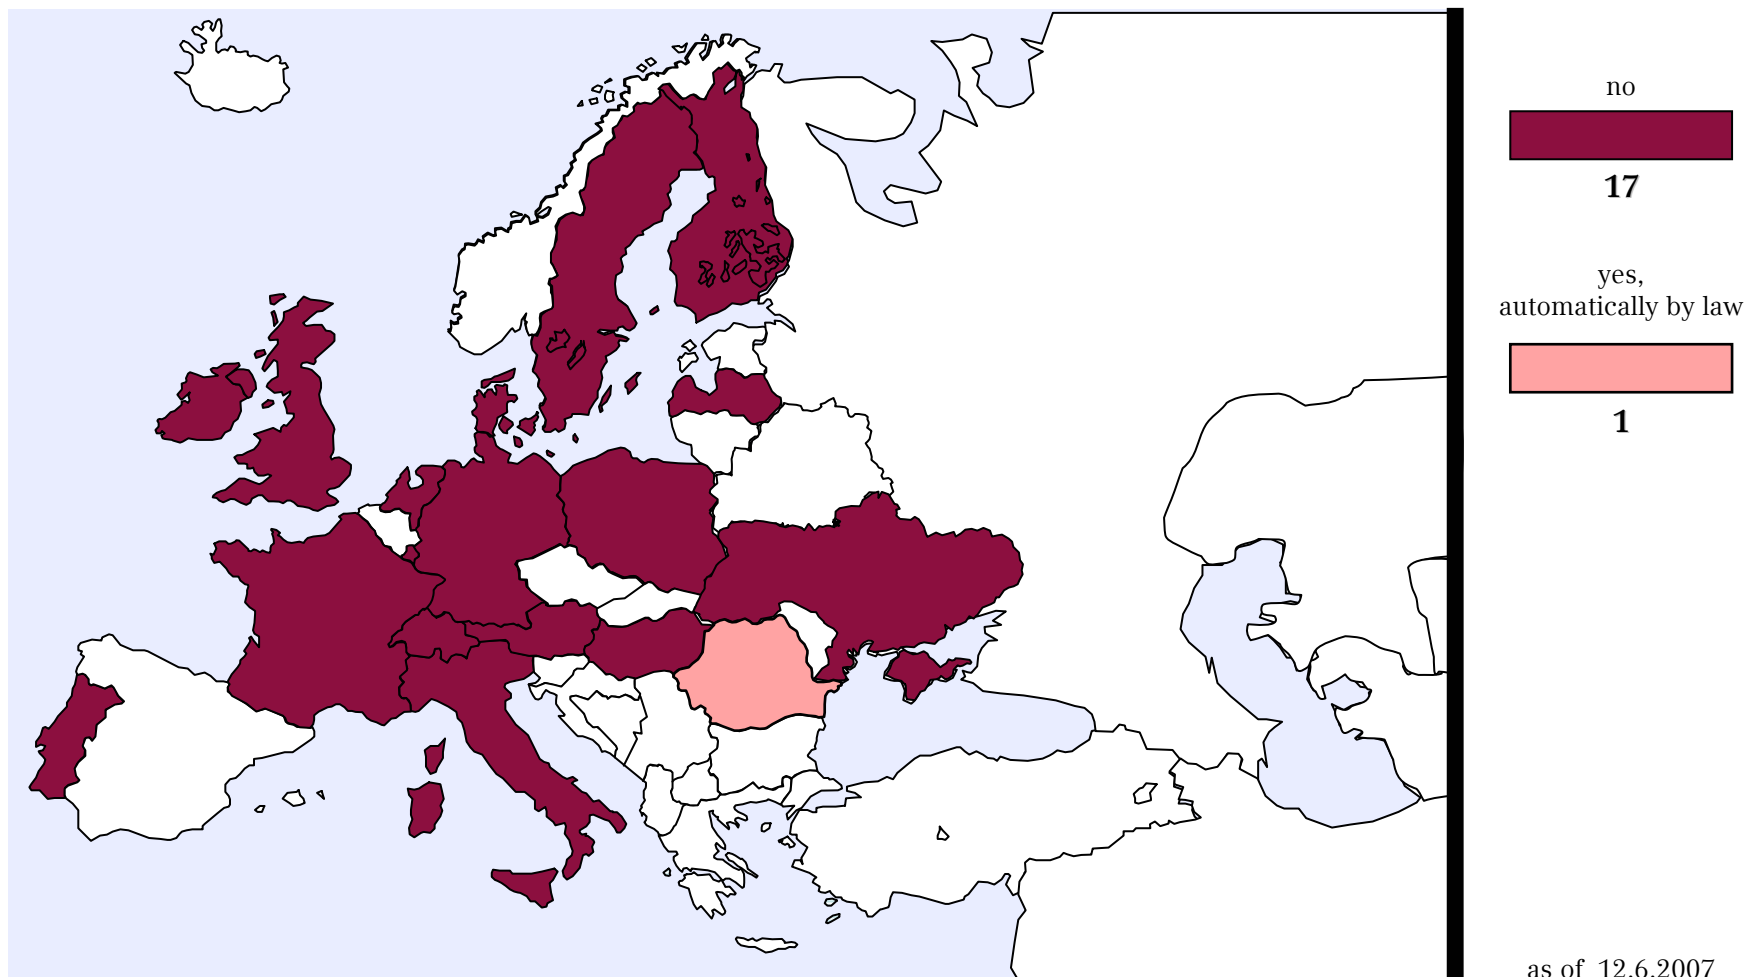 no
17
yes,
automatically by law
1
as of 12.6.2007